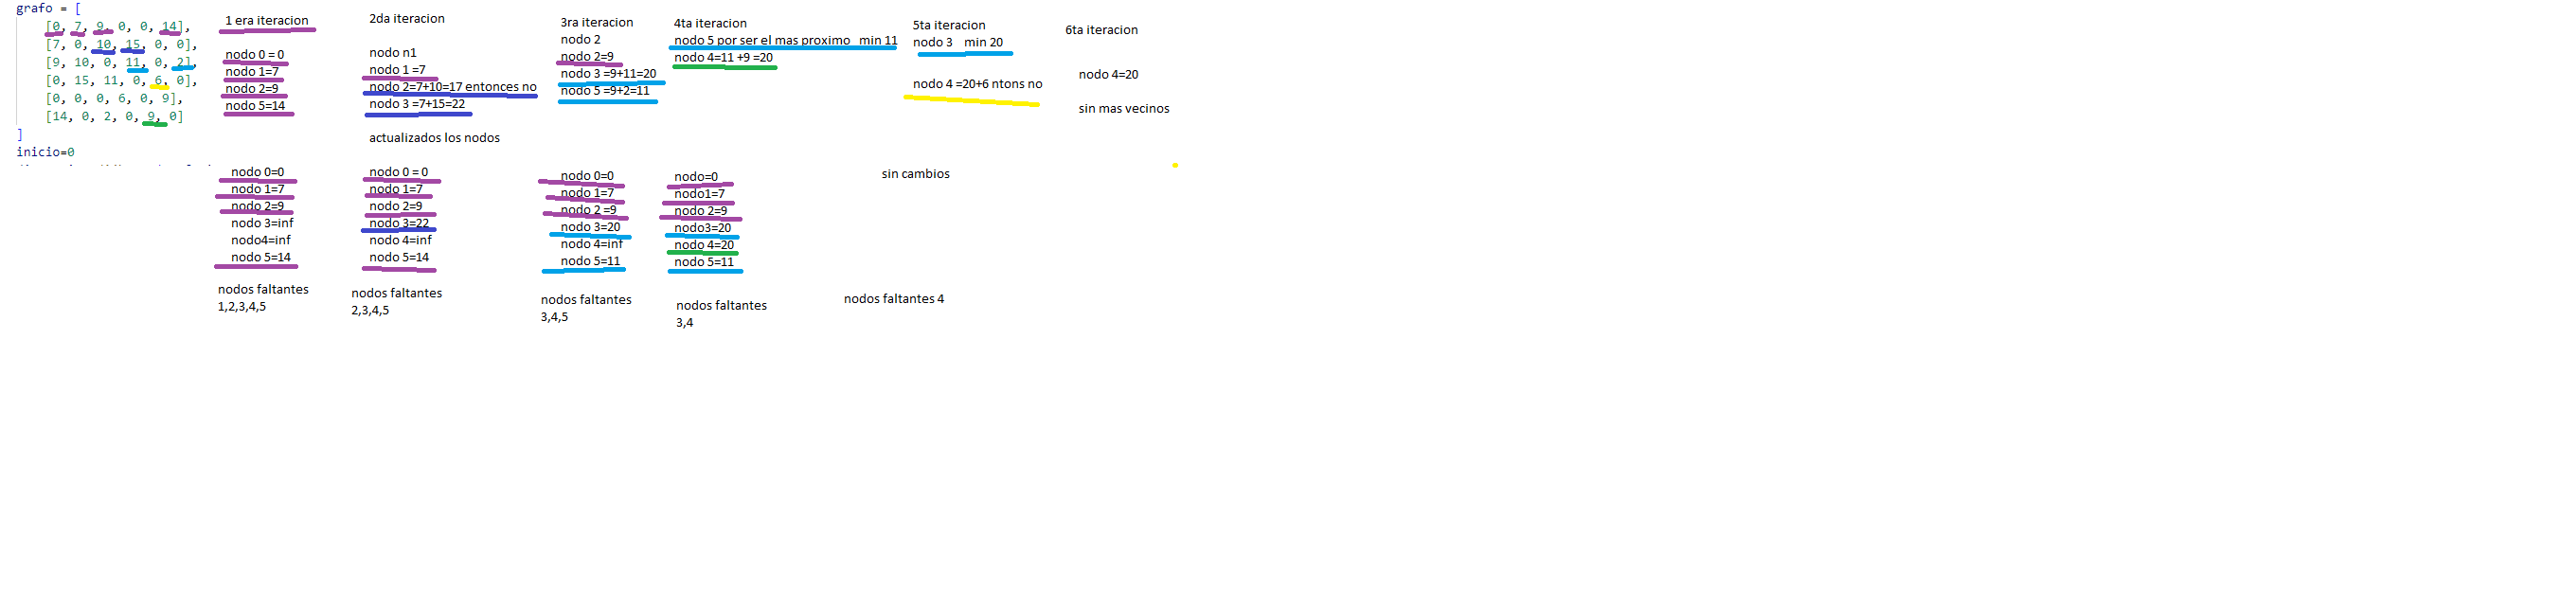 grafo = [
[0, 7, 9, 0, 0, 14],
[7, 0, 10, 15, 0, 0],
[9, 10, 0, 11, 0, 2],
[0, 15, 11, 0, 6, 0],
[0, 0, 0, 6, 0, 9],
[14, 0, 2, 0, 9, 0]
]
inicio=0
1 era iteracion
nodo 0 = 0
nodo 1=7
nodo 2=9
nodo 5=14
nodo 0=0
nodo 1=7
nodo 2=9
nodo 3=inf
nodo4=inf
nodo 5=14
nodos faltantes
1,2,3,4,5
2da iteracion
nodo n1
nodo 1 =7
nodo 2=7+10=17 entonces no
nodo 3 =7+15=22
actualizados los nodos
nodo 0 = 0
nodo 1=7
nodo 2=9
nodo 3=22
nodo 4=inf
nodo 5=14
nodos faltantes
2,3,4,5
3ra iteracion
nodo 2
nodo 2=9
nodo 3 =9+11=20
nodo 5 =9+2=11
nodo 0=0
nodo 1=7
nodo 2 =9
nodo 3=20
nodo 4=inf
nodo 5=11
nodos faltantes
3,4,5
4ta iteracion
nodo 5 por ser el mas proximo   min 11
nodo 4=11 +9 =20
nodo=0
nodo1=7
nodo 2=9
nodo3=20
nodo 4=20
nodo 5=11
nodos faltantes
3,4
5ta iteracion
nodo 3   min 20
nodo 4 =20+6 ntons no
sin cambios
nodos faltantes 4
6ta iteracion
nodo 4=20
sin mas vecinos